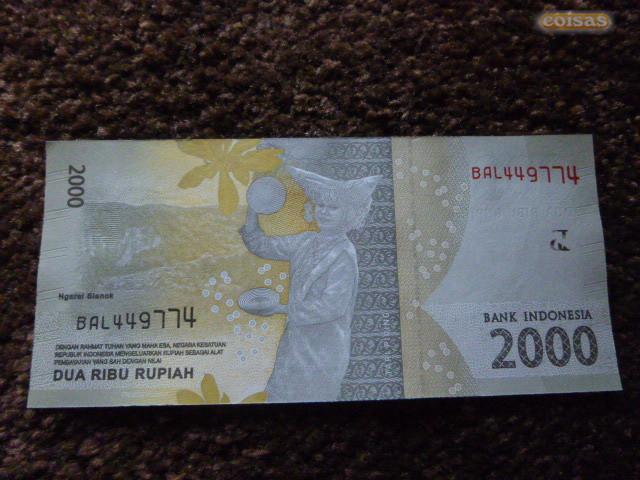 coisas
2000
BAL449774
Ngarai Sianok
BAL449774
DENGAN RAHMAT TUHAN YANG MAHA ESA, NEGARA KESATUAN
REPUBLIK INDONESIA MENGELUARKAN RUPIAH SEBAGAI ALAT
PEMBAYARAN YANG SAH DENGAN NILAI
DUA RIBU RUPIAH
BANK INDONESIA
2000